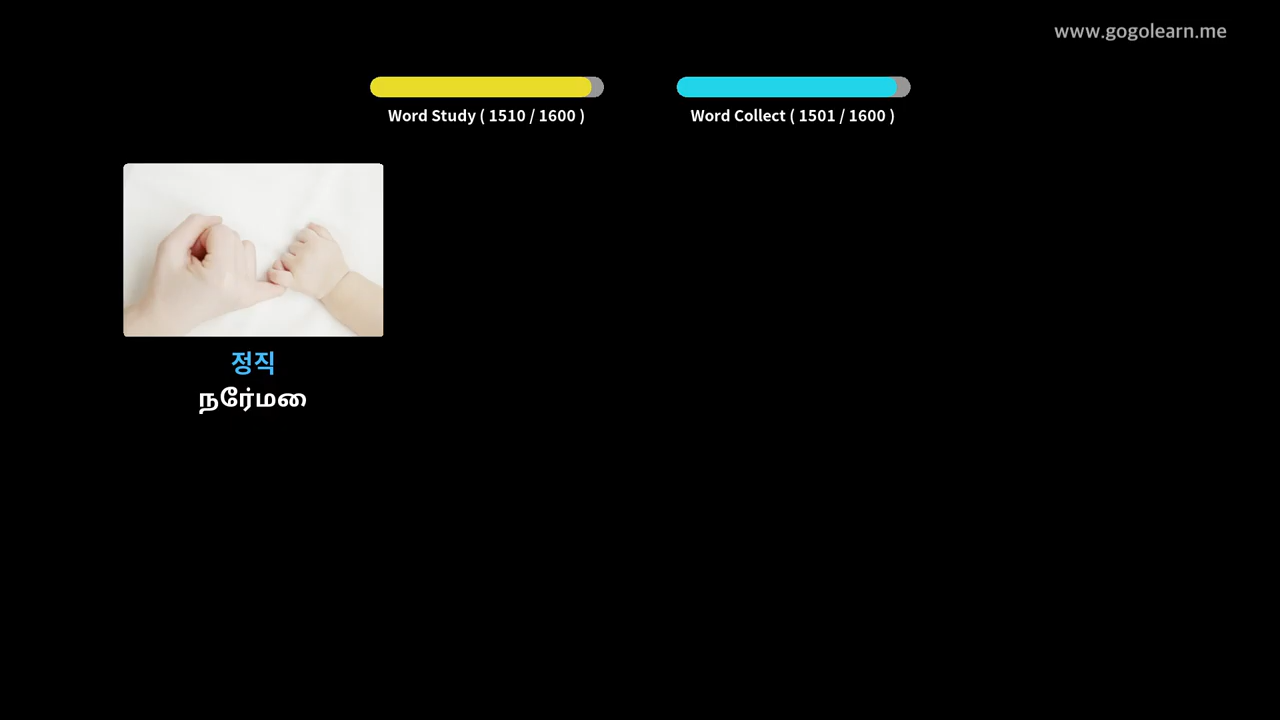 www.gogolearn.me
Word Study ( 1510 / 1600 )
Word Collect ( 1501 / 1600 )
정직
நேர்மை